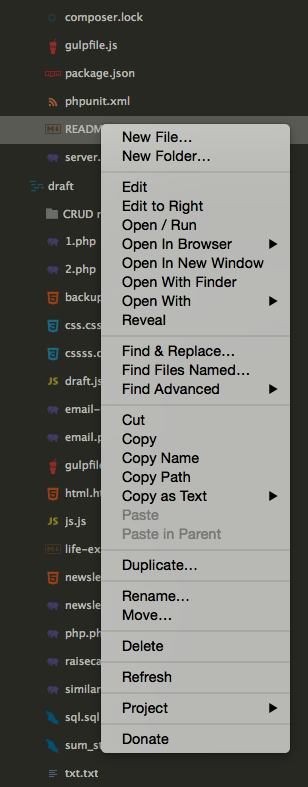 composer.lock
gulpfile.js
package.json
phpunit.xml
README
server.
draft
CRUD
1.php
2.php
backup
css.css
cssss.c
draft.js
email-
email.p
gulpfile
html.ht
js.js
life-ex
newsle
newsle
php.ph
raiseca
similar
sql.sql
sum_st
txt.txt
New File...
New Folder...
Edit
Edit to Right
Open / Run
Open In Browser
Open In New Window
Open With Finder
Open With
Reveal
Find & Replace...
Find Files Named...
Find Advanced
Cut
Copy
Copy Name
Copy Path
Copy as Text
Paste
Paste in Parent
Duplicate...
Rename...
Move...
Delete
Refresh
Project
Donate